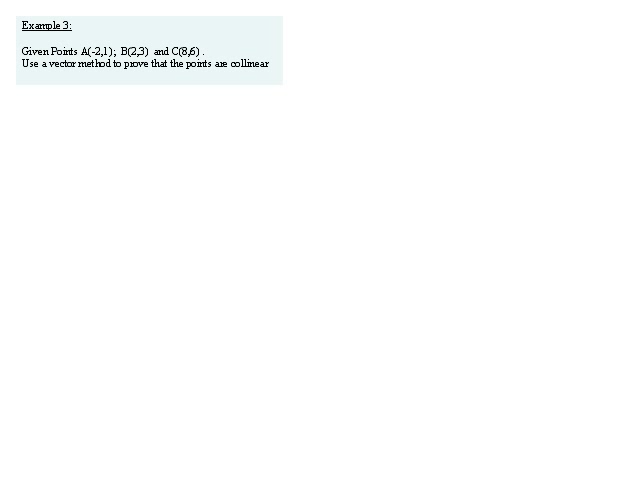 Example 3:
Given Points A(-2,1); B(2,3) and C(8,6) .
Use a vector method to prove that the points are collinear